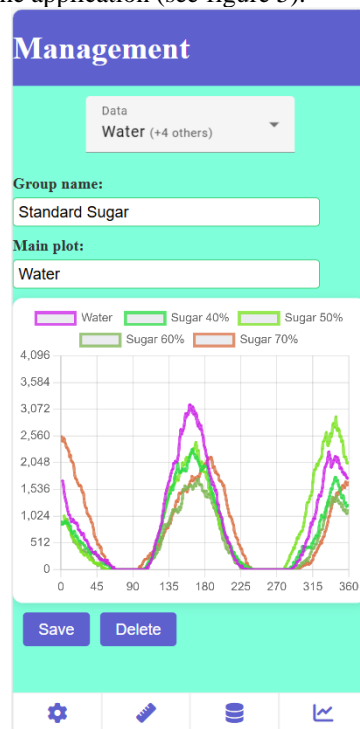 ne application (see figure 3).
Management
Data
Water (+4 others)
Group name:
Standard Sugar
Main plot:
Water
Water Sugar 40% Sugar 50%
Sugar 60% Sugar 70%
4,096
3,584
3,072
2,560
2,048
1,536
1,024
512
0
0 45 90 135 180 225 270 315 360
Save Delete